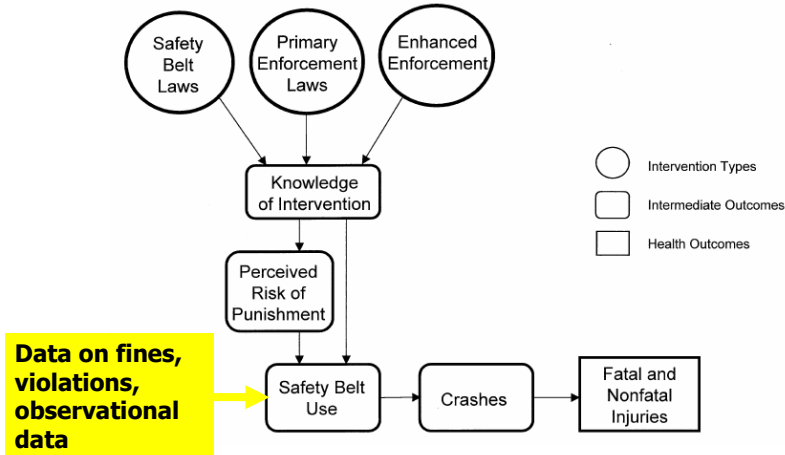 Safety
Belt
Laws
Primary
Enforcement
Laws
Enhanced
Enforcement
Knowledge
of Intervention
Perceived
Risk of
Punishment
Safety Belt
Use
Crashes
Fatal and
Nonfatal
Injuries
Intervention Types
Intermediate Outcomes
Health Outcomes
Data on fines,
violations,
observational
data